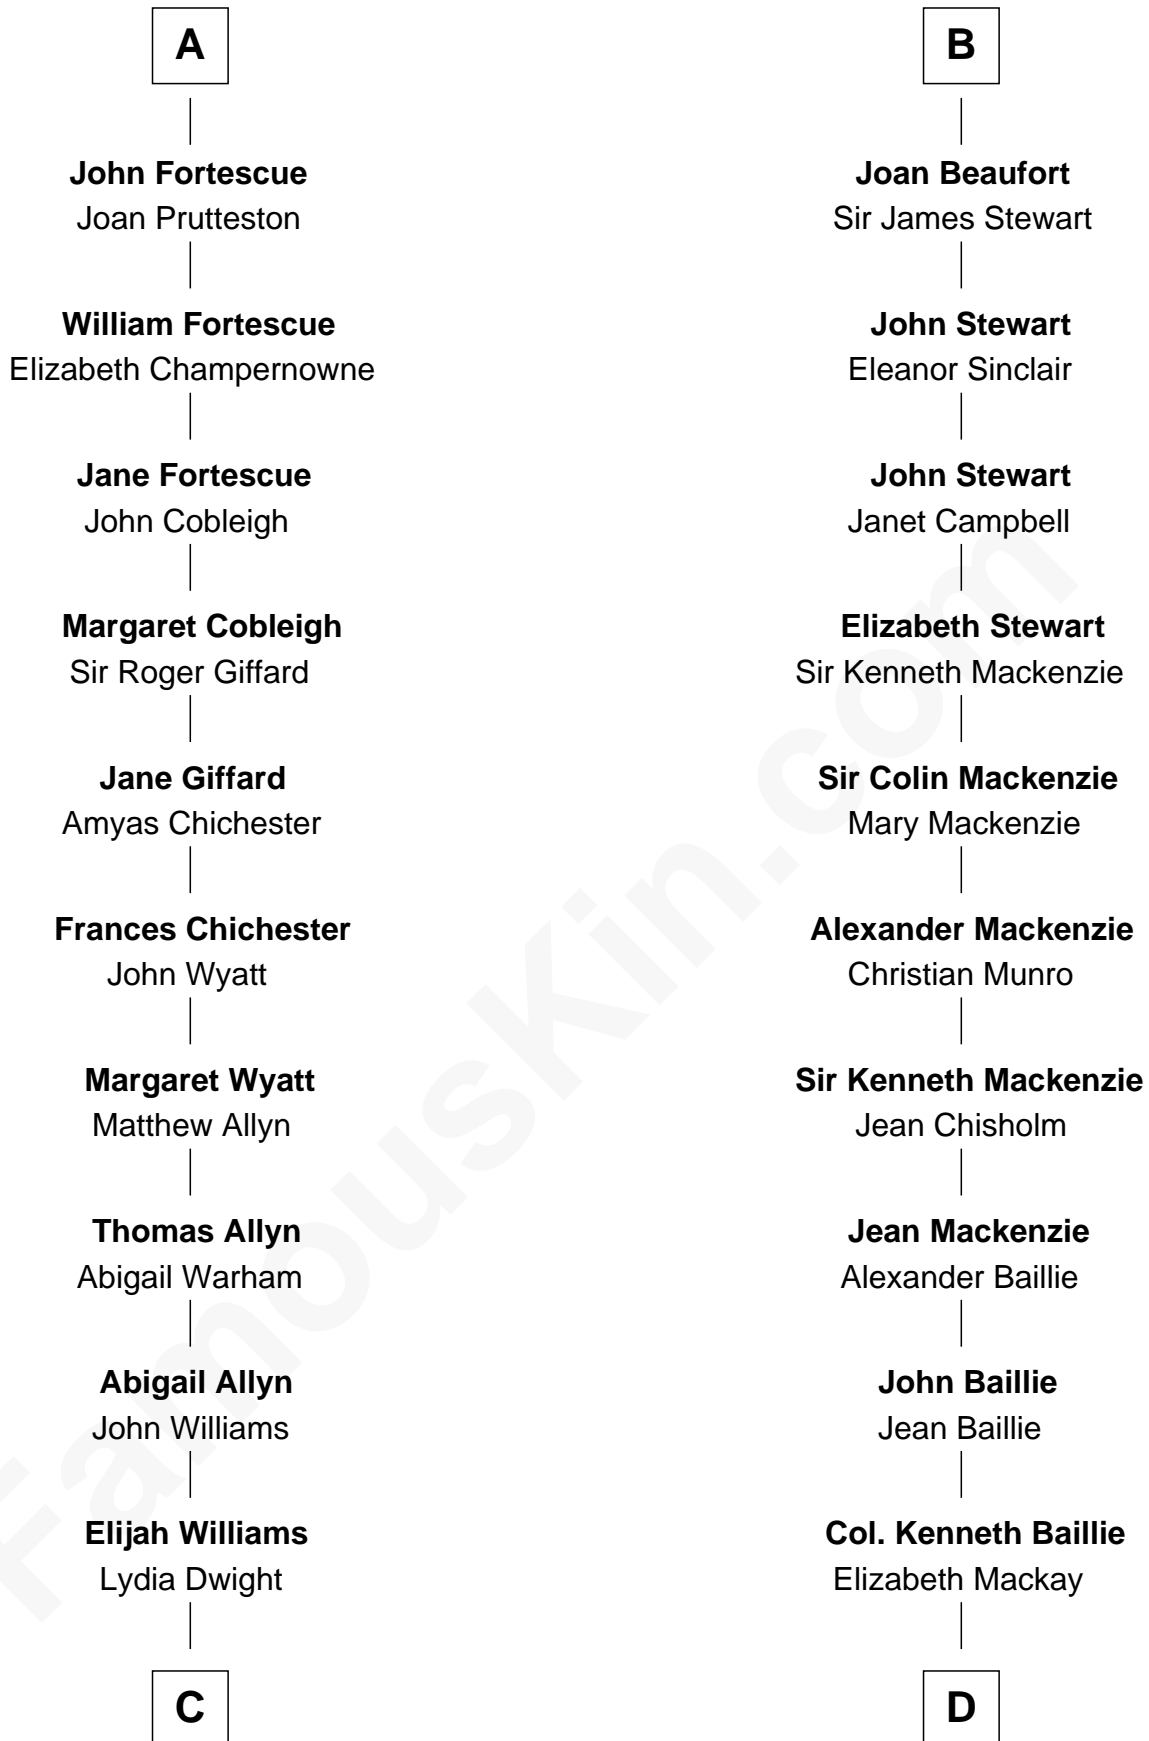 A
John Fortescue
Joan Prutteston
William Fortescue
Elizabeth Champernowne
Jane Fortescue
John Cobleigh
Margaret Cobleigh
Sir Roger Giffard
Jane Giffard
Amyas Chichester
Frances Chichester
John Wyatt
Margaret Wyatt
Matthew Allyn
Thomas Allyn
Abigail Warham
Abigail Allyn
John Williams
Elijah Williams
Lydia Dwight
C
B
Joan Beaufort
Sir James Stewart
John Stewart
Eleanor Sinclair
John Stewart
Janet Campbell
Elizabeth Stewart
Sir Kenneth Mackenzie
Sir Colin Mackenzie
Mary Mackenzie
Alexander Mackenzie
Christian Munro
Sir Kenneth Mackenzie
Jean Chisholm
Jean Mackenzie
Alexander Baillie
John Baillie
Jean Baillie
Col. Kenneth Baillie
Elizabeth Mackay
D
FamousKin.com